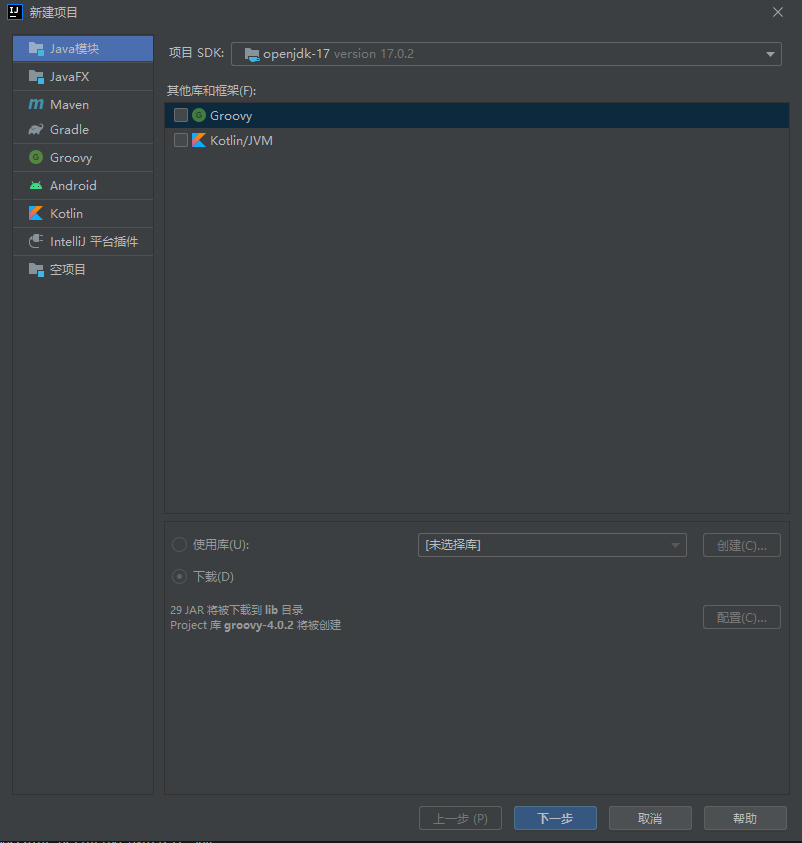 新建项目
Java模块
JavaFX
Maven
Gradle
Groovy
Android
Kotlin
IntelliJ 平台插件
空项目
项目 SDK: openjdk-17 version 17.0.2
其他库和框架(F):
Groovy
Kotlin/JVM
使用库(U): [未选择库] 创建(C)...
下载(D)
29 JAR 将被下载到 lib 目录
Project 库 groovy-4.0.2 将被创建
配置(C)...
上一步 (P) 下一步 取消 帮助